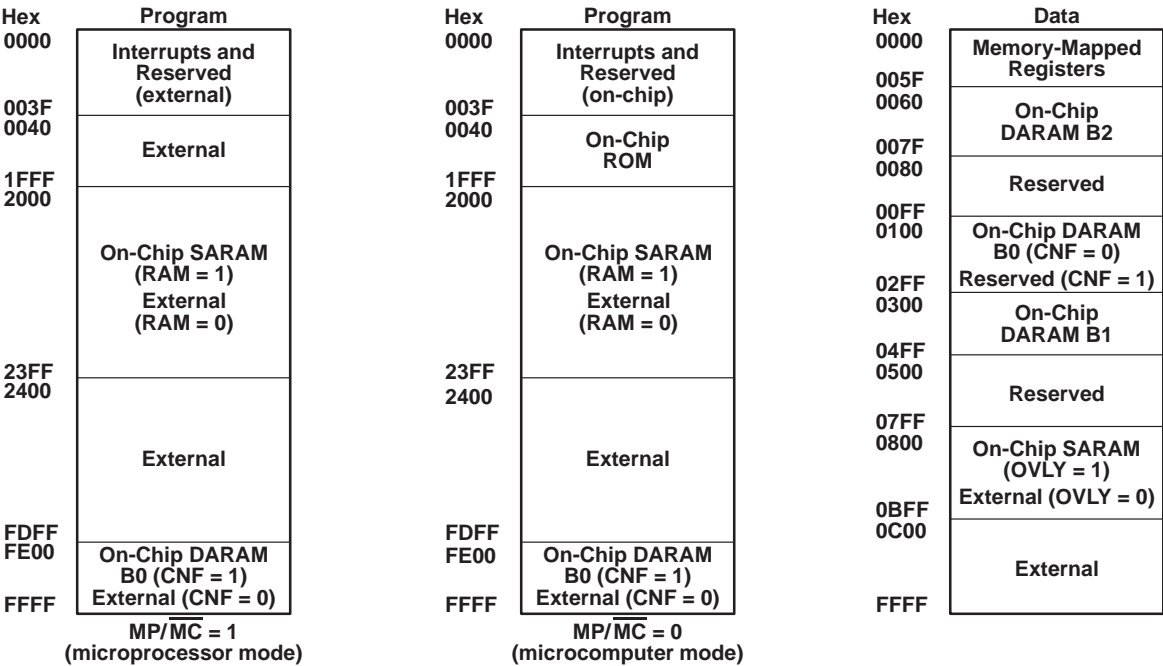 Hex
Program
0000
Interrupts and
Reserved
(external)
003F
0040
External
1FFF
2000
On-Chip SARAM
(RAM = 1)
External
(RAM = 0)
23FF
2400
External
FDFF
FE00
On-Chip DARAM
B0 (CNF = 1)
External (CNF = 0)
FFFF
MP/M̅C̅ = 1
(microprocessor mode)
Hex
Program
0000
Interrupts and
Reserved
(on-chip)
003F
0040
On-Chip
ROM
1FFF
2000
On-Chip SARAM
(RAM = 1)
External
(RAM = 0)
23FF
2400
External
FDFF
FE00
On-Chip DARAM
B0 (CNF = 1)
External (CNF = 0)
FFFF
MP/M̅C̅ = 0
(microcomputer mode)
Hex
Data
0000
Memory-Mapped
Registers
005F
0060
On-Chip
DARAM B2
007F
0080
Reserved
00FF
0100
On-Chip DARAM
B0 (CNF = 0)
Reserved (CNF = 1)
02FF
0300
On-Chip
DARAM B1
04FF
0500
Reserved
07FF
0800
On-Chip SARAM
(OVLY = 1)
External (OVLY = 0)
0BFF
0C00
External
FFFF